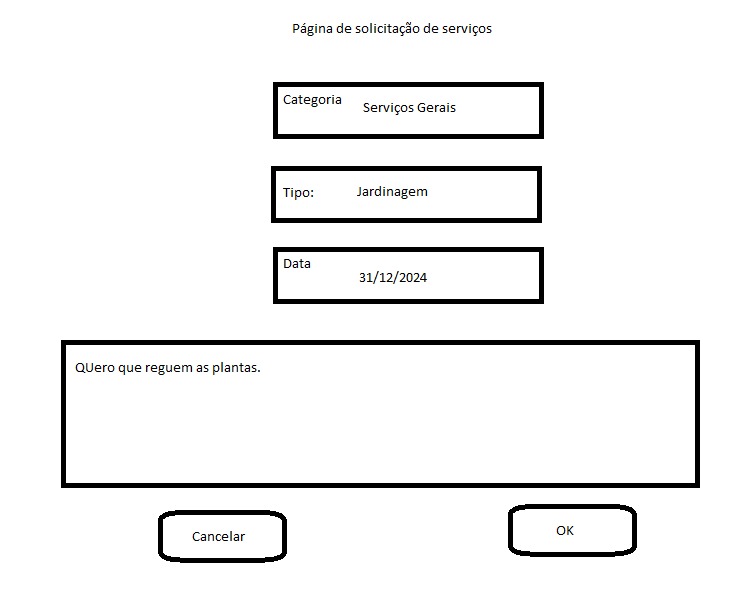 Página de solicitação de serviços
Categoria
Serviços Gerais
Tipo:
Jardinagem
Data
31/12/2024
QUero que reguem as plantas.
Cancelar
OK